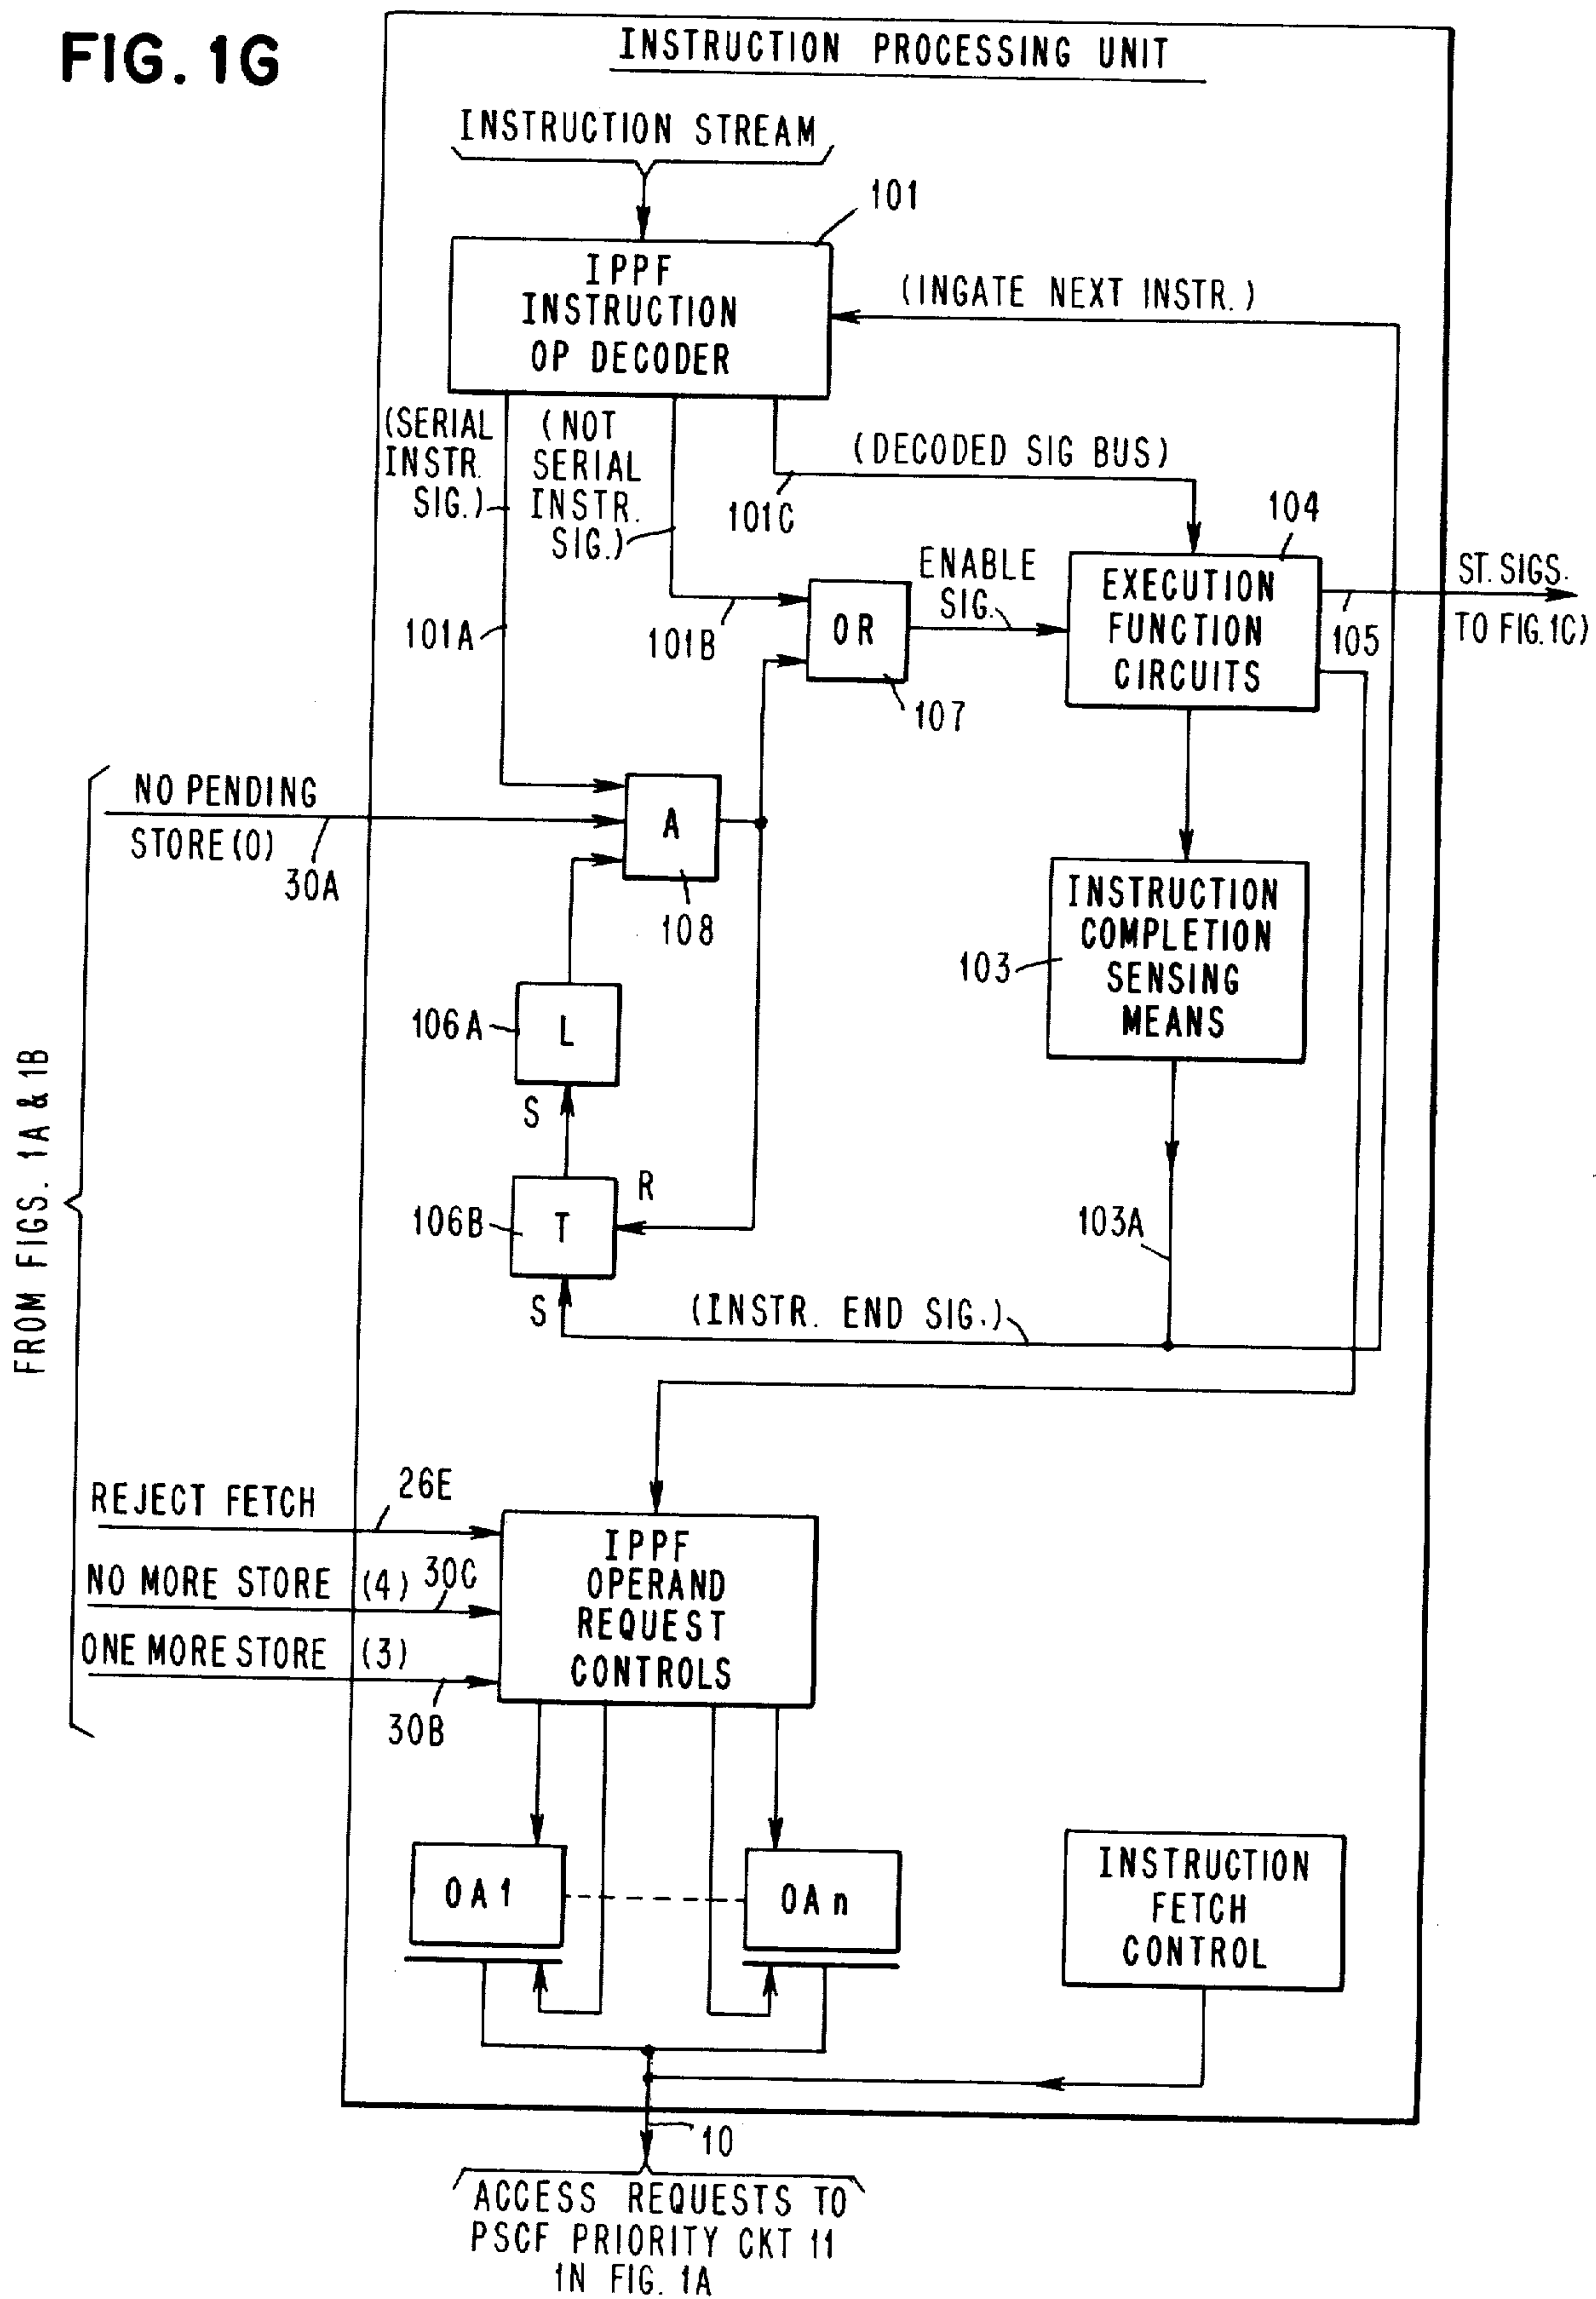 FIG. 1G
INSTRUCTION PROCESSING UNIT
INSTRUCTION STREAM
101
IPPF
INSTRUCTION
OP DECODER
(INGATE NEXT INSTR.)
(SERIAL
INSTR.
SIG.)
(NOT
SERIAL
INSTR.
SIG.)
(DECODED SIG BUS)
101C
104
101A
101B
OR
107
ENABLE
SIG.
EXECUTION
FUNCTION
CIRCUITS
ST. SIGS.
105
TO FIG. 1C)
NO PENDING
STORE (0)
30A
A
108
INSTRUCTION
COMPLETION
SENSING
MEANS
103
106A
L
S
106B
T
R
S
103A
(INSTR. END SIG.)
FROM FIGS. 1A & 1B
REJECT FETCH
26E
NO MORE STORE (4)
30C
ONE MORE STORE (3)
30B
IPPF
OPERAND
REQUEST
CONTROLS
OA1
OAn
INSTRUCTION
FETCH
CONTROL
10
ACCESS REQUESTS TO
PSCF PRIORITY CKT 11
1N FIG. 1A